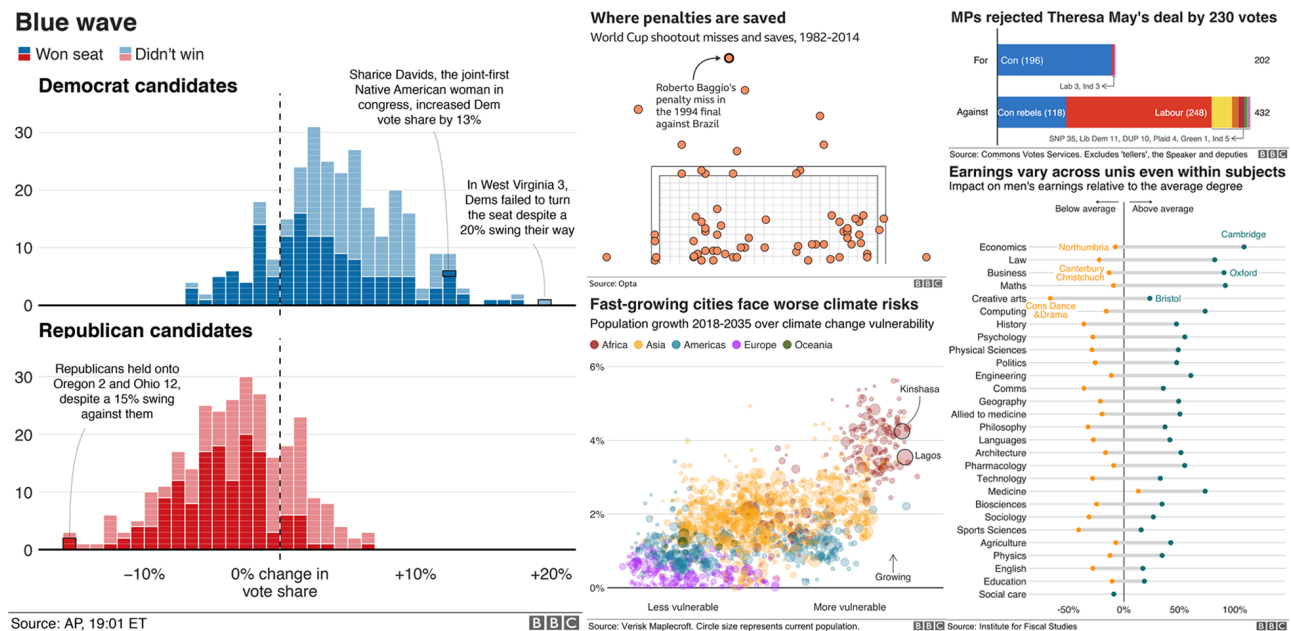 Blue wave
Won seat
Didn't win
Democrat candidates
Sharice Davids, the joint-first
Native American woman in
congress, increased Dem
vote share by 13%
In West Virginia 3,
Dems failed to turn
the seat despite a
20% swing their way
30
20
10
0
Republican candidates
Republicans held onto
Oregon 2 and Ohio 12,
despite a 15% swing
against them
30
20
10
0
−10%
0% change in
vote share
+10%
+20%
Source: AP, 19:01 ET
BBC
Where penalties are saved
World Cup shootout misses and saves, 1982-2014
Roberto Baggio's
penalty miss in
the 1994 final
against Brazil
Source: Opta
BBC
Fast-growing cities face worse climate risks
Population growth 2018-2035 over climate change vulnerability
Africa
Asia
Americas
Europe
Oceania
6%
Kinshasa
4%
Lagos
2%
Growing
0%
Less vulnerable
More vulnerable
Source: Verisk Maplecroft. Circle size represents current population.
BBC
MPs rejected Theresa May's deal by 230 votes
For
Con (196)
202
Lab 3, Ind 3
Against
Con rebels (118)
Labour (248)
432
SNP 35, Lib Dem 11, DUP 10, Plaid 4, Green 1, Ind 5
Source: Commons Votes Services. Excludes 'tellers', the Speaker and deputies
BBC
Earnings vary across unis even within subjects
Impact on men's earnings relative to the average degree
Below average
Above average
Cambridge
Economics
Northumbria
Law
Business
Canterbury
Christchuch
Oxford
Maths
Creative arts
Cons Dance
&Drama
Bristol
Computing
History
Psychology
Physical Sciences
Politics
Engineering
Comms
Geography
Allied to medicine
Philosophy
Languages
Architecture
Pharmacology
Technology
Medicine
Biosciences
Sociology
Sports Sciences
Agriculture
Physics
English
Education
Social care
-50%
0%
50%
100%
Source: Institute for Fiscal Studies
BBC